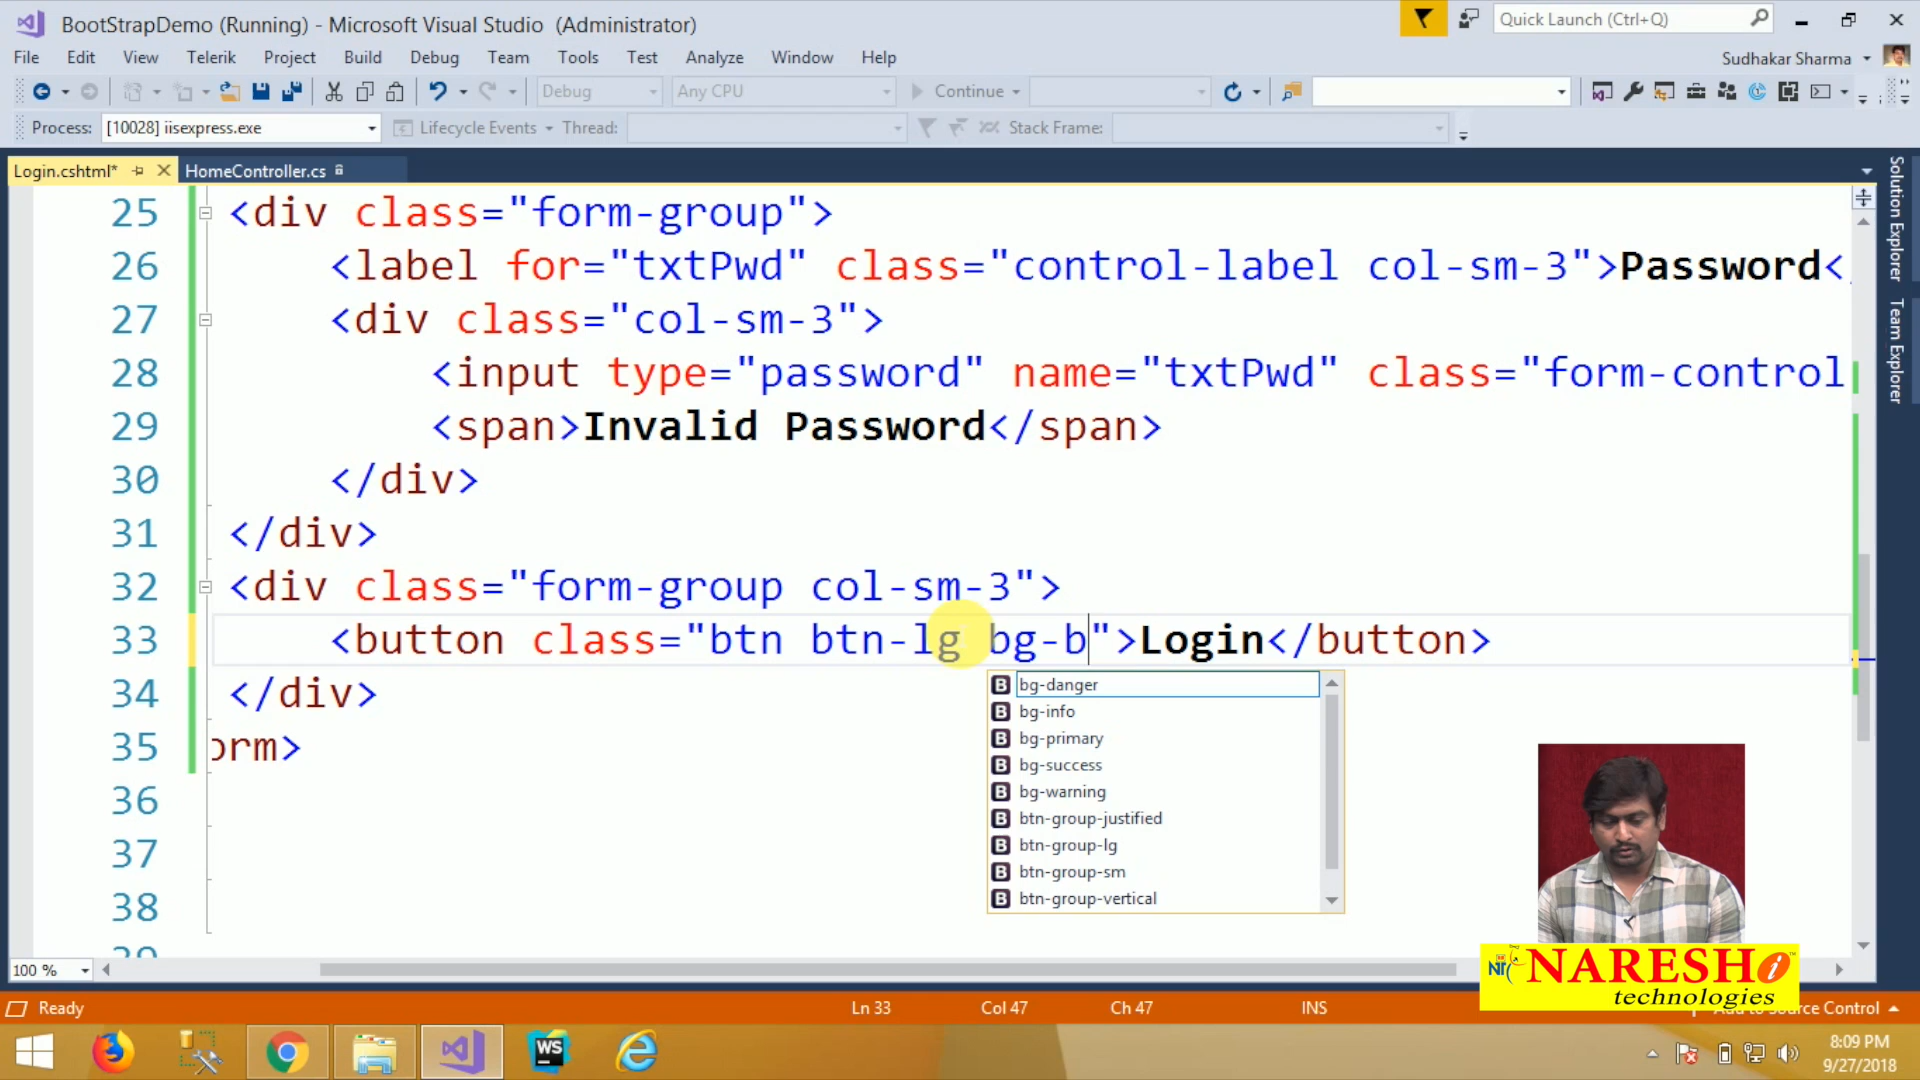 BootStrapDemo (Running) - Microsoft Visual Studio (Administrator)
Quick Launch (Ctrl+Q)
File Edit View Telerik Project Build Debug Team Tools Test Analyze Window Help
Sudhakar Sharma
Debug Any CPU Continue
Process: [10028] iisexpress.exe Lifecycle Events Thread: Stack Frame:
Login.cshtml* HomeController.cs
Solution Explorer
Team Explorer
25 <div class="form-group">
26 <label for="txtPwd" class="control-label col-sm-3">Password<
27 <div class="col-sm-3">
28 <input type="password" name="txtPwd" class="form-control
29 <span>Invalid Password</span>
30 </div>
31 </div>
32 <div class="form-group col-sm-3">
33 <button class="btn btn-lg bg-b">Login</button>
34 </div>
35 orm>
36
37
38
bg-danger
bg-info
bg-primary
bg-success
bg-warning
btn-group-justified
btn-group-lg
btn-group-sm
btn-group-vertical
NARESH i
technologies
100 %
Ready Ln 33 Col 47 Ch 47 INS Source Control
WS
8:09 PM
9/27/2018